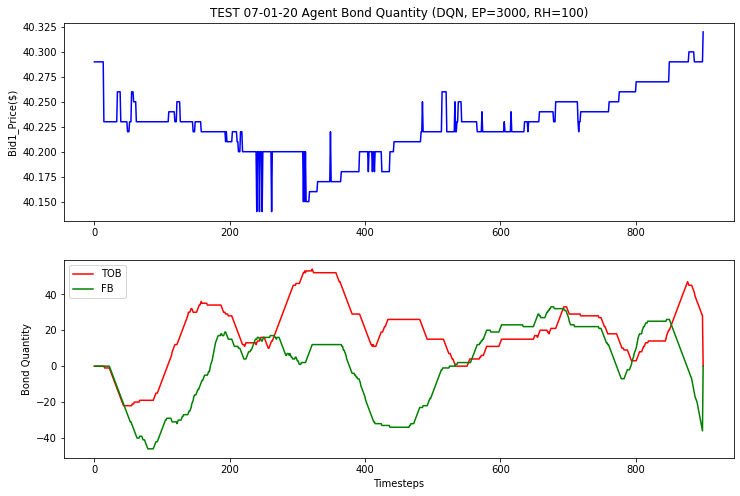 TEST 07-01-20 Agent Bond Quantity (DQN, EP=3000, RH=100)
Bid1_Price($)
40.325
40.300
40.275
40.250
40.225
40.200
40.175
40.150
0 200 400 600 800
TOB
FB
Bond Quantity
40
20
0
−20
−40
0 200 400 600 800
Timesteps